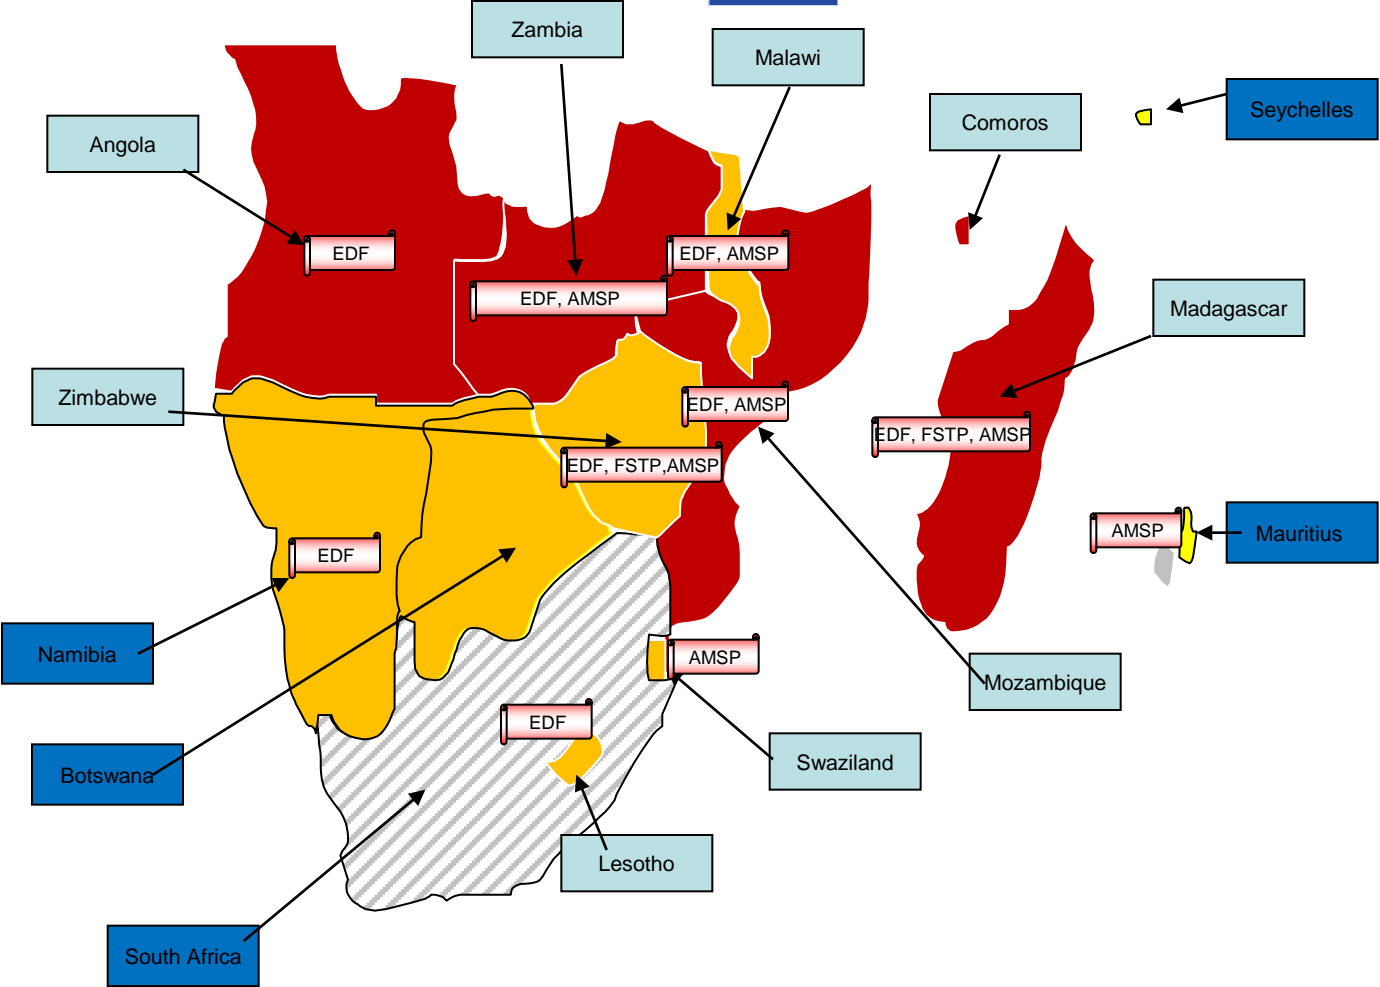 Zambia
Malawi
Seychelles
Comoros
Angola
EDF
EDF, AMSP
EDF, AMSP
Madagascar
Zimbabwe
EDF, AMSP
EDF, FSTP, AMSP
EDF, FSTP,AMSP
AMSP
Mauritius
EDF
Namibia
AMSP
Mozambique
EDF
Swaziland
Botswana
Lesotho
South Africa